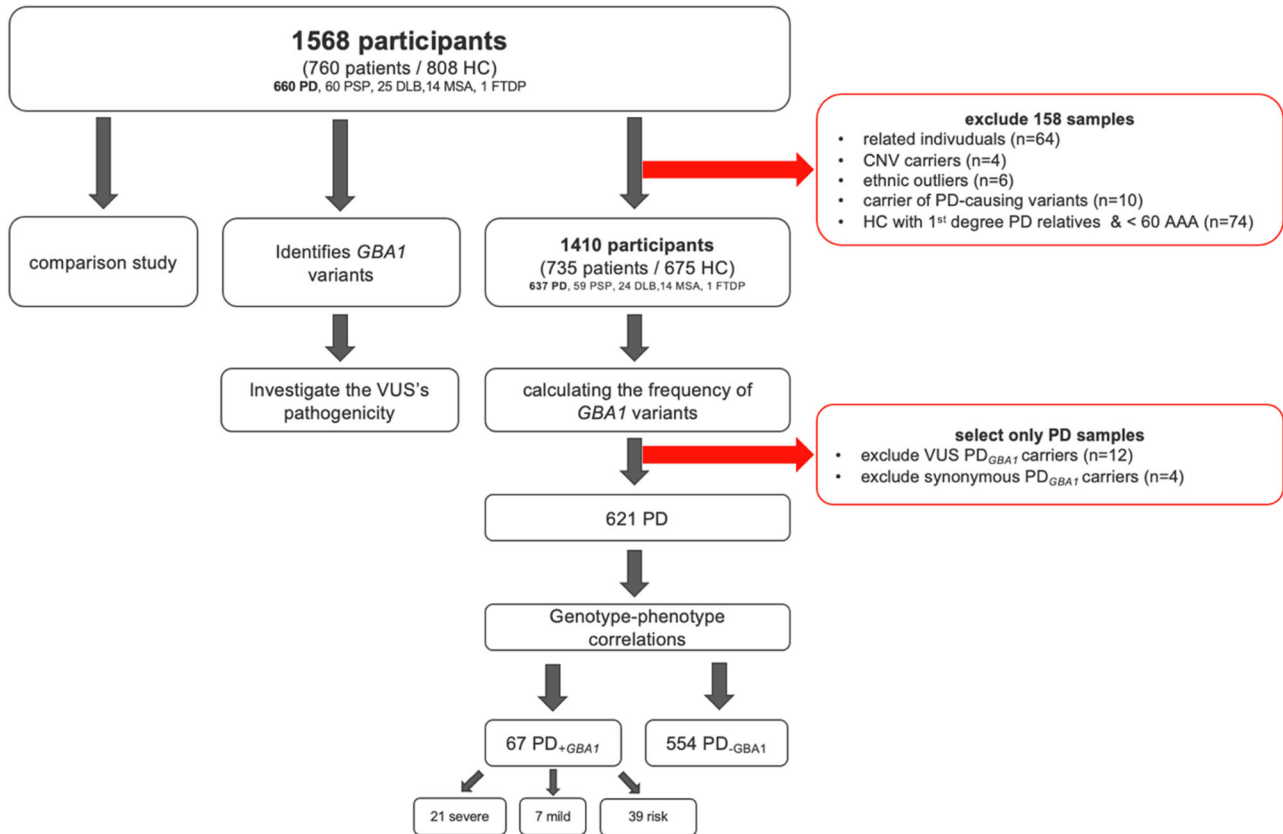 1568 participants
(760 patients / 808 HC)
660 PD, 60 PSP, 25 DLB,14 MSA, 1 FTDP
exclude 158 samples
• related indivuduals (n=64)
• CNV carriers (n=4)
• ethnic outliers (n=6)
• carrier of PD-causing variants (n=10)
• HC with 1st degree PD relatives & < 60 AAA (n=74)
comparison study
Identifies GBA1
variants
1410 participants
(735 patients / 675 HC)
637 PD, 59 PSP, 24 DLB,14 MSA, 1 FTDP
Investigate the VUS's
pathogenicity
calculating the frequency of
GBA1 variants
select only PD samples
• exclude VUS PDGBA1 carriers (n=12)
• exclude synonymous PDGBA1 carriers (n=4)
621 PD
Genotype-phenotype
correlations
67 PD+GBA1
554 PD-GBA1
21 severe
7 mild
39 risk